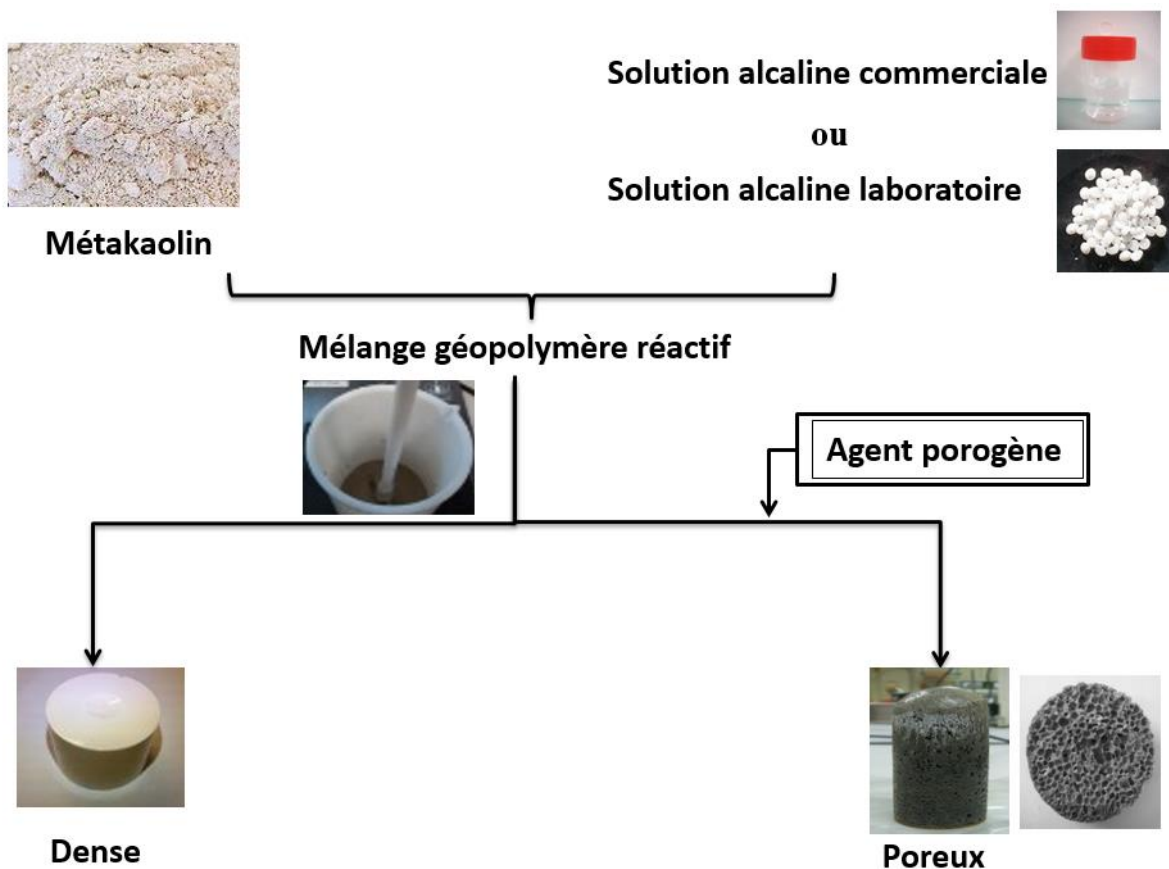 Solution alcaline commerciale
ou
Solution alcaline laboratoire
Métakaolin
Mélange géopolymère réactif
Agent porogène
Dense
Poreux